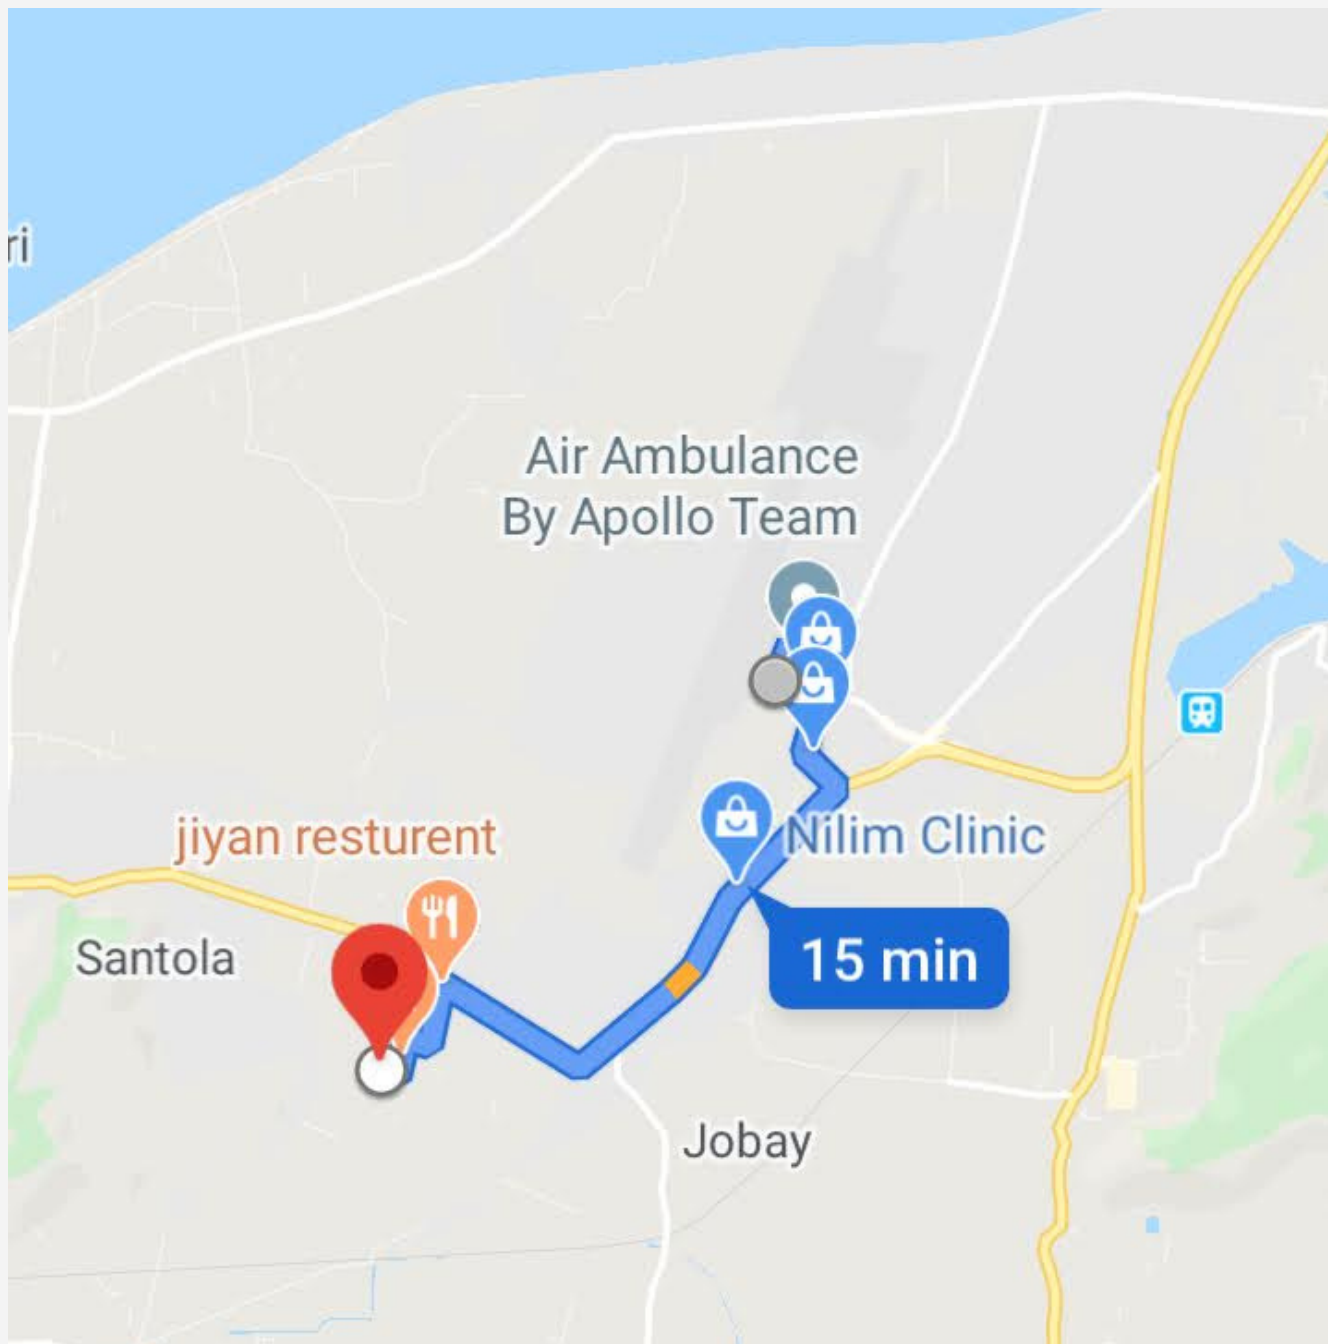 ri
Air Ambulance
By Apollo Team
jiyan resturent
Nilim Clinic
Santola
15 min
Jobay